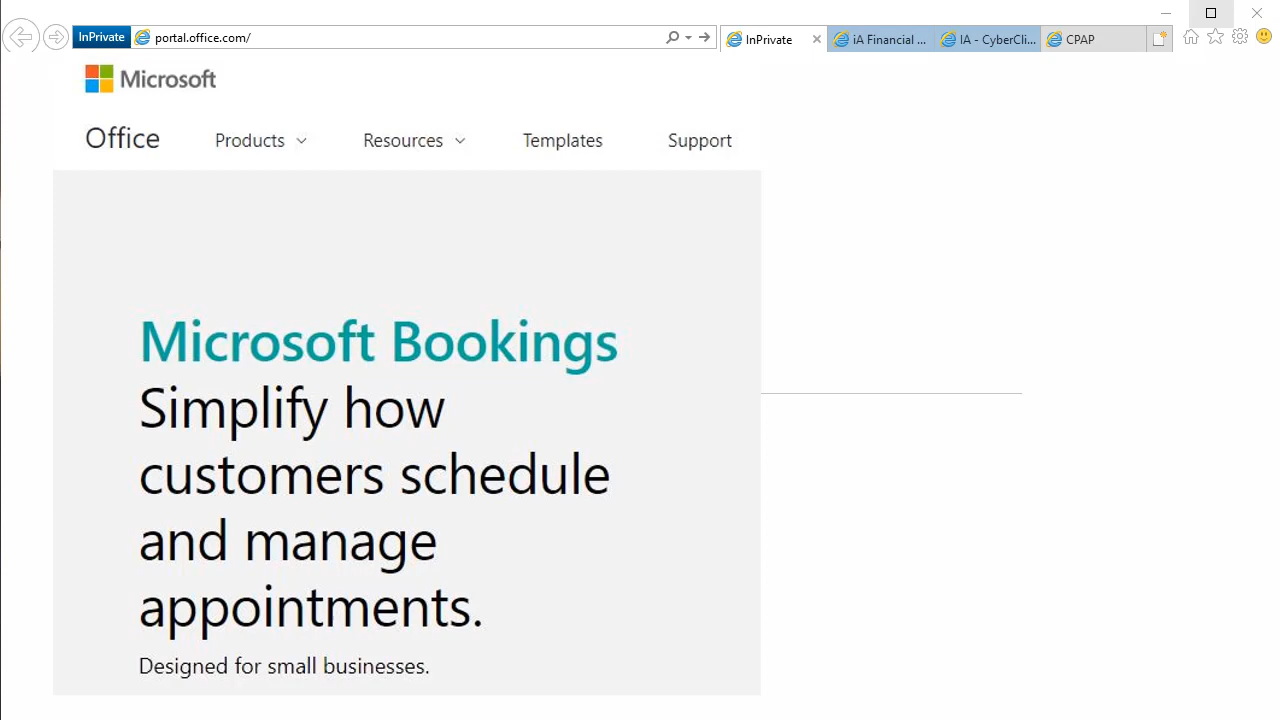 InPrivate
portal.office.com/
InPrivate
iA Financial ...
IA - CyberCli...
CPAP
Microsoft
Office
Products
Resources
Templates
Support
Microsoft Bookings
Simplify how
customers schedule
and manage
appointments.
Designed for small businesses.